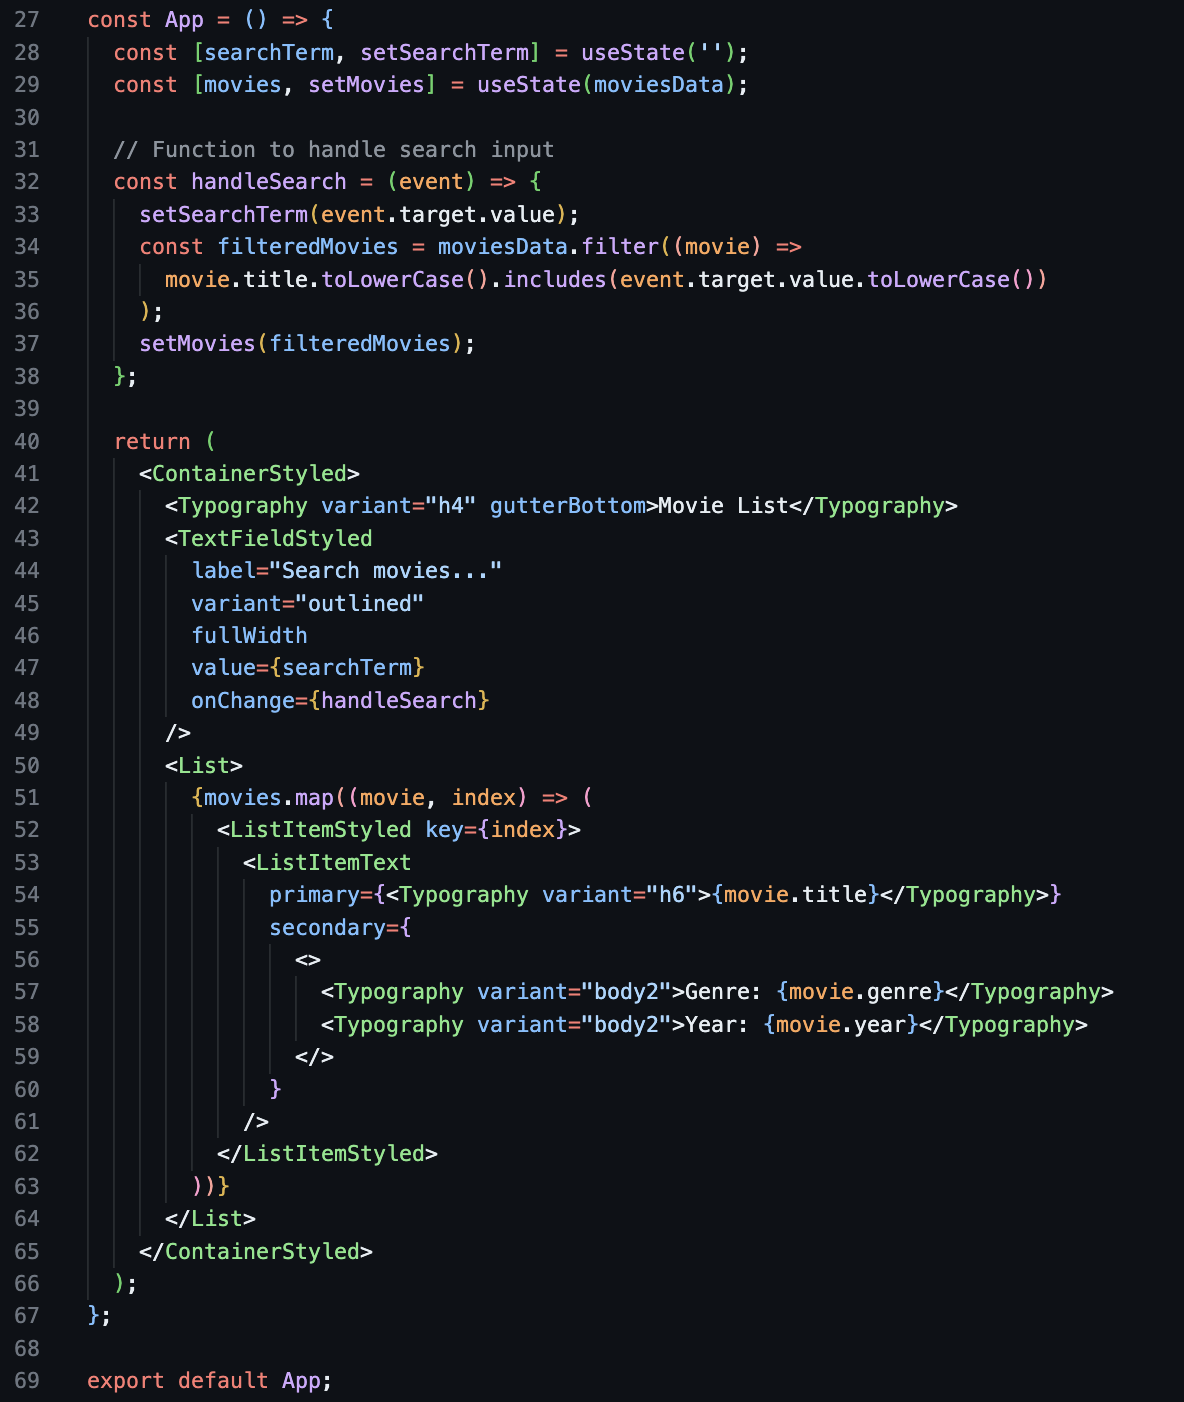 27 const App = () => {
28 const [searchTerm, setSearchTerm] = useState('');
29 const [movies, setMovies] = useState(moviesData);
30
31 // Function to handle search input
32 const handleSearch = (event) => {
33 setSearchTerm(event.target.value);
34 const filteredMovies = moviesData.filter((movie) =>
35 movie.title.toLowerCase().includes(event.target.value.toLowerCase())
36 );
37 setMovies(filteredMovies);
38 };
39
40 return (
41 <ContainerStyled>
42 <Typography variant="h4" gutterBottom>Movie List</Typography>
43 <TextFieldStyled
44 label="Search movies..."
45 variant="outlined"
46 fullWidth
47 value={searchTerm}
48 onChange={handleSearch}
49 />
50 <List>
51 {movies.map((movie, index) => (
52 <ListItemStyled key={index}>
53 <ListItemText
54 primary={<Typography variant="h6">{movie.title}</Typography>}
55 secondary={
56 <>
57 <Typography variant="body2">Genre: {movie.genre}</Typography>
58 <Typography variant="body2">Year: {movie.year}</Typography>
59 </>
60 }
61 />
62 </ListItemStyled>
63 ))}
64 </List>
65 </ContainerStyled>
66 );
67 };
68
69 export default App;